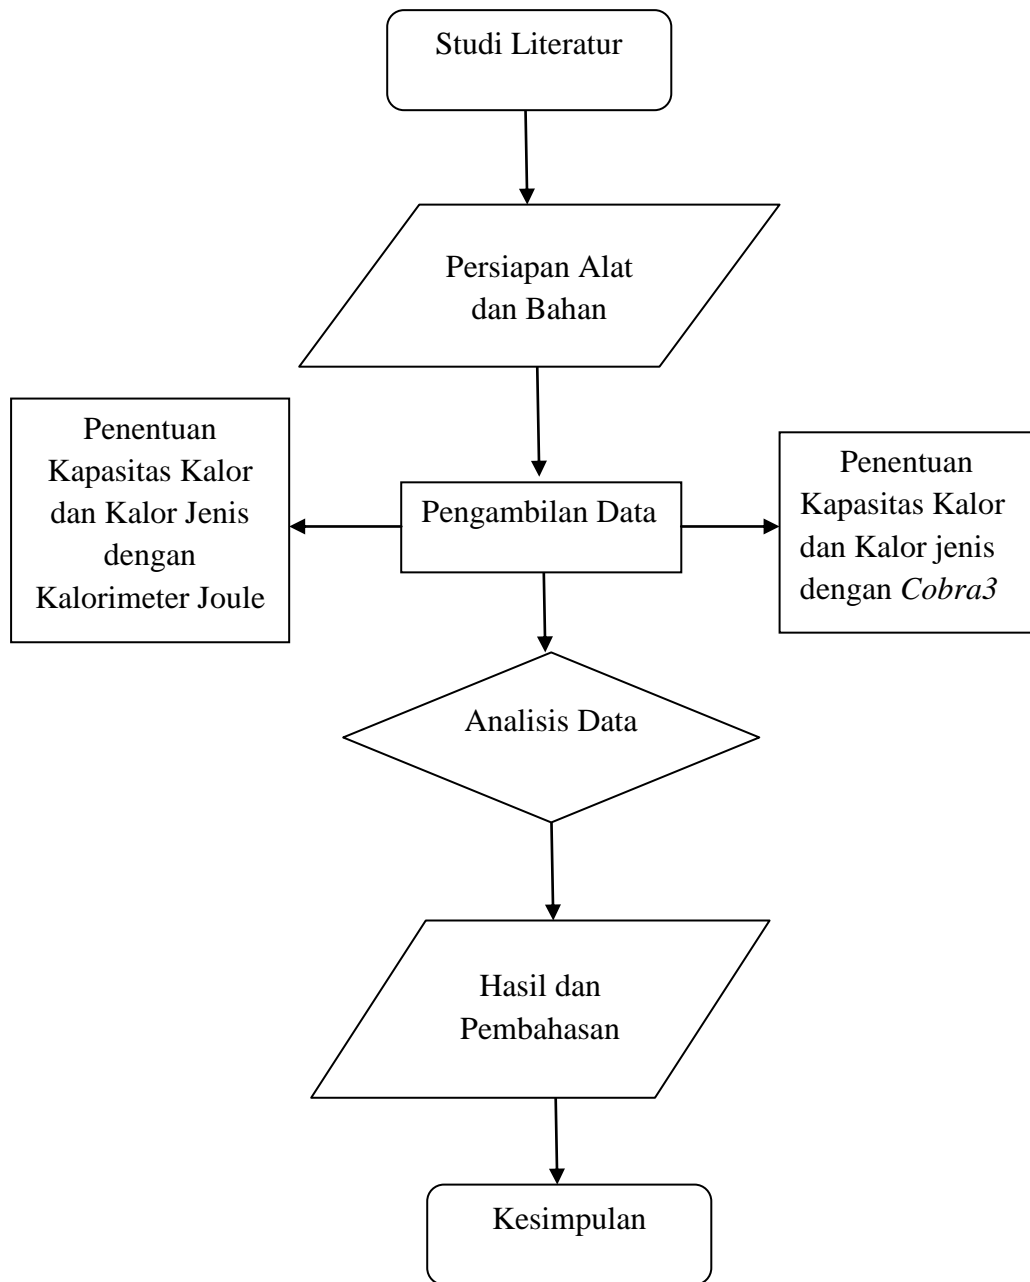 Studi Literatur
Persiapan Alat
dan Bahan
Penentuan
Kapasitas Kalor
dan Kalor Jenis
dengan
Kalorimeter Joule
Pengambilan Data
Penentuan
Kapasitas Kalor
dan Kalor jenis
dengan Cobra3
Analisis Data
Hasil dan
Pembahasan
Kesimpulan